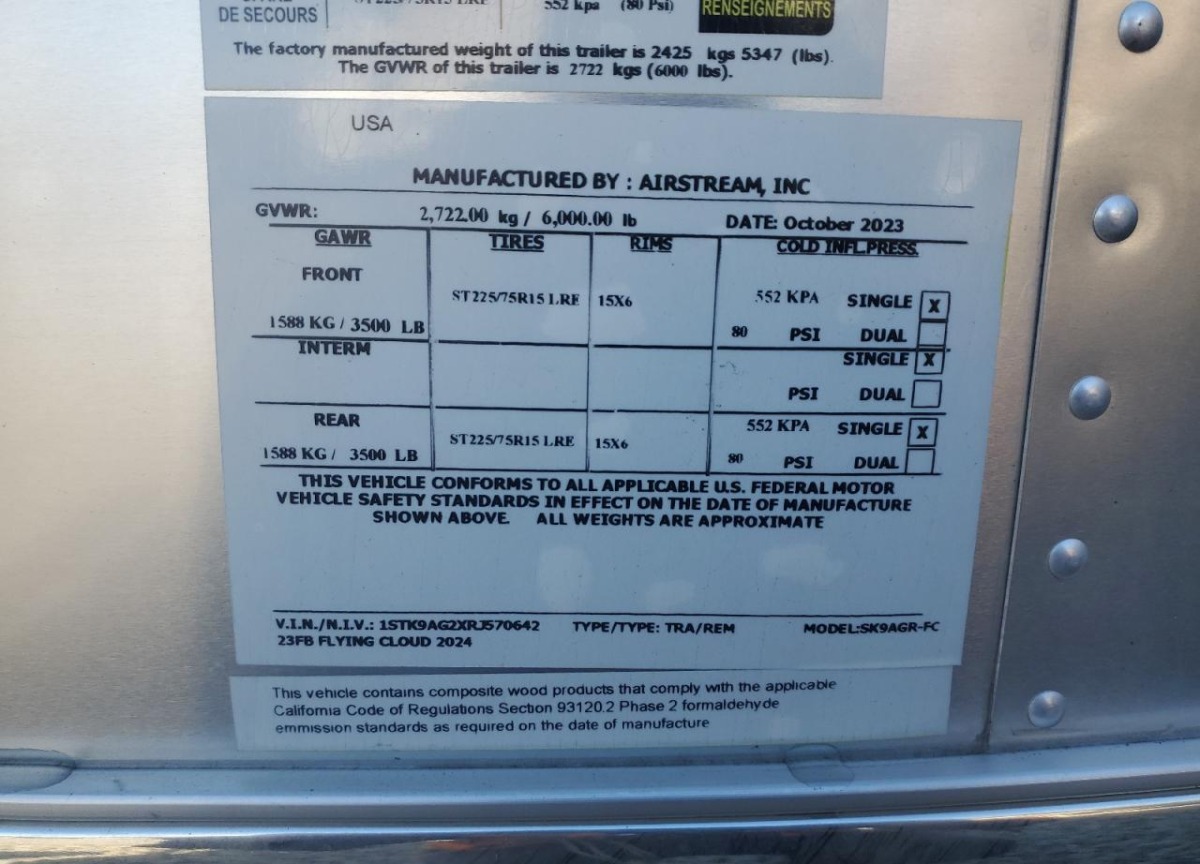 DE SECOURS
ST225/75R15 LRE
552 kpa (80 Psi)
RENSEIGNEMENTS
The factory manufactured weight of this trailer is 2425 kgs 5347 (lbs).
The GVWR of this trailer is 2722 kgs (6000 lbs).
USA
MANUFACTURED BY : AIRSTREAM, INC
GVWR: 2,722.00 kg / 6,000.00 lb DATE: October 2023
GAWR TIRES RIMS COLD INFL.PRESS.
FRONT
ST225/75R15 LRE 15X6 552 KPA SINGLE X
1588 KG / 3500 LB 80 PSI DUAL
INTERM SINGLE X
PSI DUAL
REAR 552 KPA SINGLE X
ST225/75R15 LRE 15X6
1588 KG / 3500 LB 80 PSI DUAL
THIS VEHICLE CONFORMS TO ALL APPLICABLE U.S. FEDERAL MOTOR
VEHICLE SAFETY STANDARDS IN EFFECT ON THE DATE OF MANUFACTURE
SHOWN ABOVE. ALL WEIGHTS ARE APPROXIMATE
V.I.N./N.I.V.: 1STK9AG2XRJ570642 TYPE/TYPE: TRA/REM MODEL:SK9AGR-FC
23FB FLYING CLOUD 2024
This vehicle contains composite wood products that comply with the applicable
California Code of Regulations Section 93120.2 Phase 2 formaldehyde
emmission standards as required on the date of manufacture